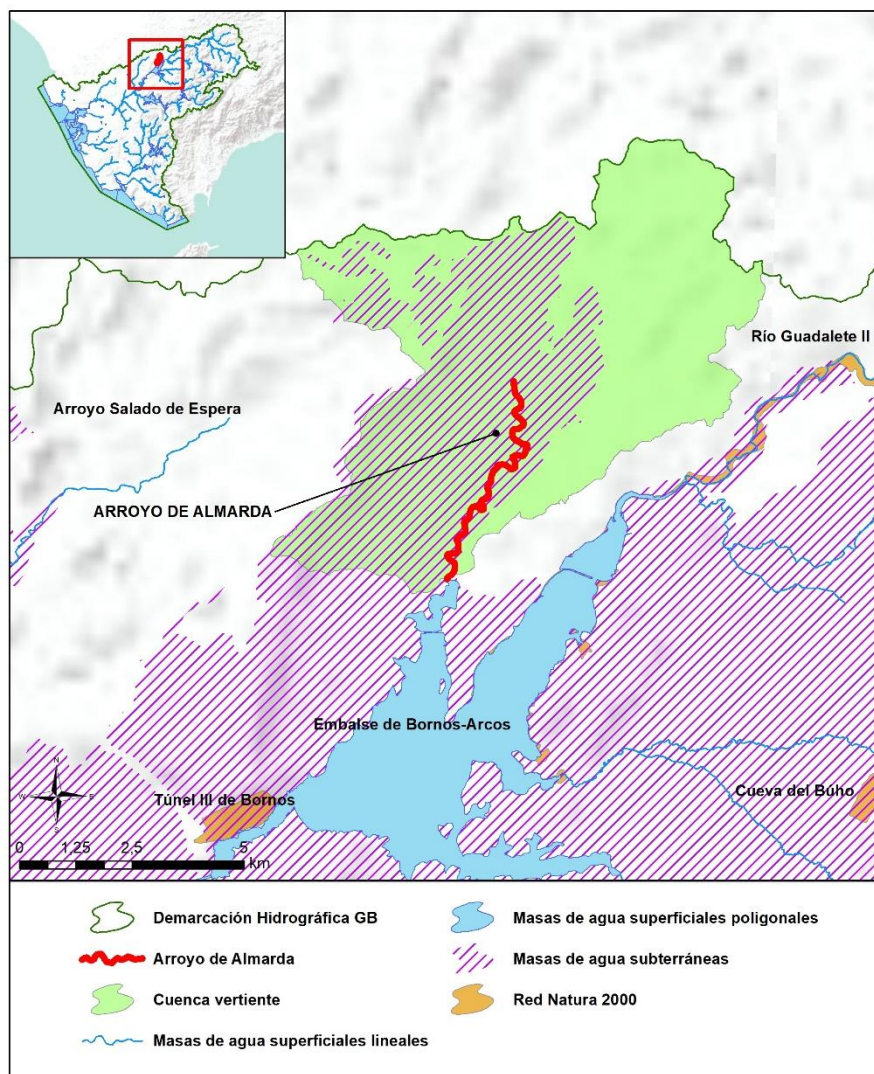 Río Guadalete II
Arroyo Salado de Espera
ARROYO DE ALMARDA
Embalse de Bornos-Arcos
Túnel III de Bornos
Cueva del Búho
N
W E
S
0 1,25 2,5 5
km
Demarcación Hidrográfica GB
Masas de agua superficiales poligonales
Arroyo de Almarda
Masas de agua subterráneas
Cuenca vertiente
Red Natura 2000
Masas de agua superficiales lineales